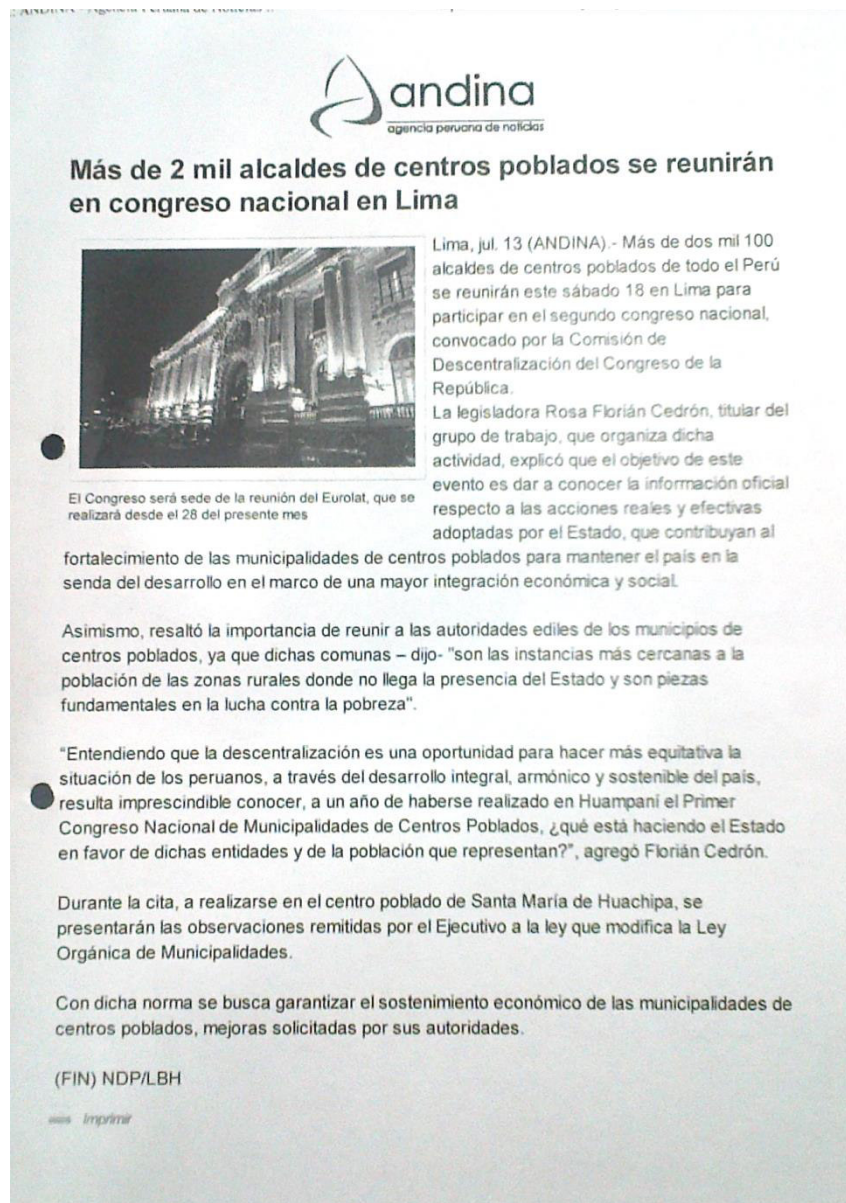 andina
agencia peruana de noticias
Más de 2 mil alcaldes de centros poblados se reunirán
en congreso nacional en Lima
Lima, jul. 13 (ANDINA).- Más de dos mil 100
alcaldes de centros poblados de todo el Perú
se reunirán este sábado 18 en Lima para
participar en el segundo congreso nacional,
convocado por la Comisión de
Descentralización del Congreso de la
República.
La legisladora Rosa Florián Cedrón, titular del
grupo de trabajo, que organiza dicha
actividad, explicó que el objetivo de este
evento es dar a conocer la información oficial
respecto a las acciones reales y efectivas
adoptadas por el Estado, que contribuyan al
El Congreso será sede de la reunión del Eurolat, que se
realizará desde el 28 del presente mes
fortalecimiento de las municipalidades de centros poblados para mantener el país en la
senda del desarrollo en el marco de una mayor integración económica y social.
Asimismo, resaltó la importancia de reunir a las autoridades ediles de los municipios de
centros poblados, ya que dichas comunas – dijo- "son las instancias más cercanas a la
población de las zonas rurales donde no llega la presencia del Estado y son piezas
fundamentales en la lucha contra la pobreza".
"Entendiendo que la descentralización es una oportunidad para hacer más equitativa la
situación de los peruanos, a través del desarrollo integral, armónico y sostenible del país,
resulta imprescindible conocer, a un año de haberse realizado en Huampaní el Primer
Congreso Nacional de Municipalidades de Centros Poblados, ¿qué está haciendo el Estado
en favor de dichas entidades y de la población que representan?", agregó Florián Cedrón.
Durante la cita, a realizarse en el centro poblado de Santa María de Huachipa, se
presentarán las observaciones remitidas por el Ejecutivo a la ley que modifica la Ley
Orgánica de Municipalidades.
Con dicha norma se busca garantizar el sostenimiento económico de las municipalidades de
centros poblados, mejoras solicitadas por sus autoridades.
(FIN) NDP/LBH
Imprimir